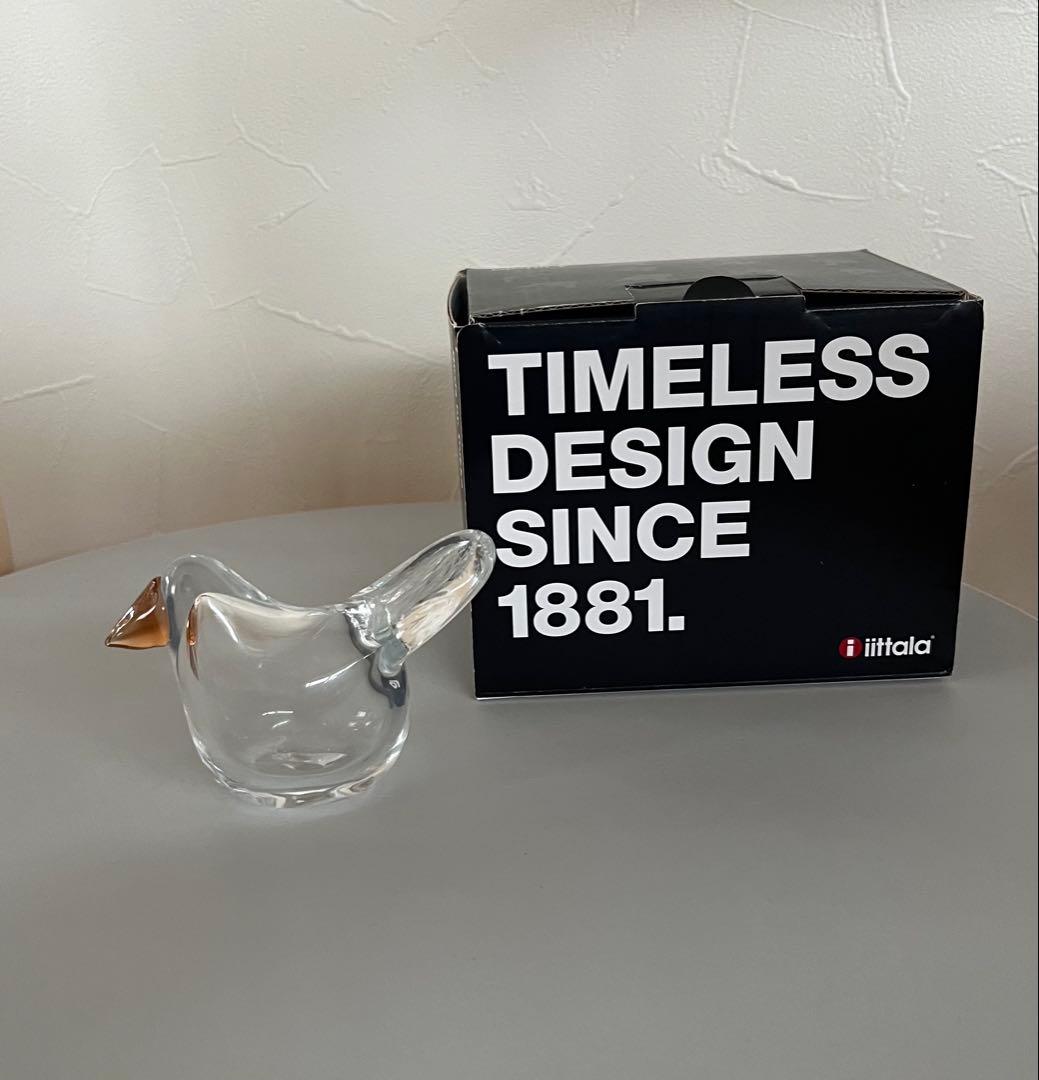 TIMELESS
DESIGN
SINCE
1881.
i iittala